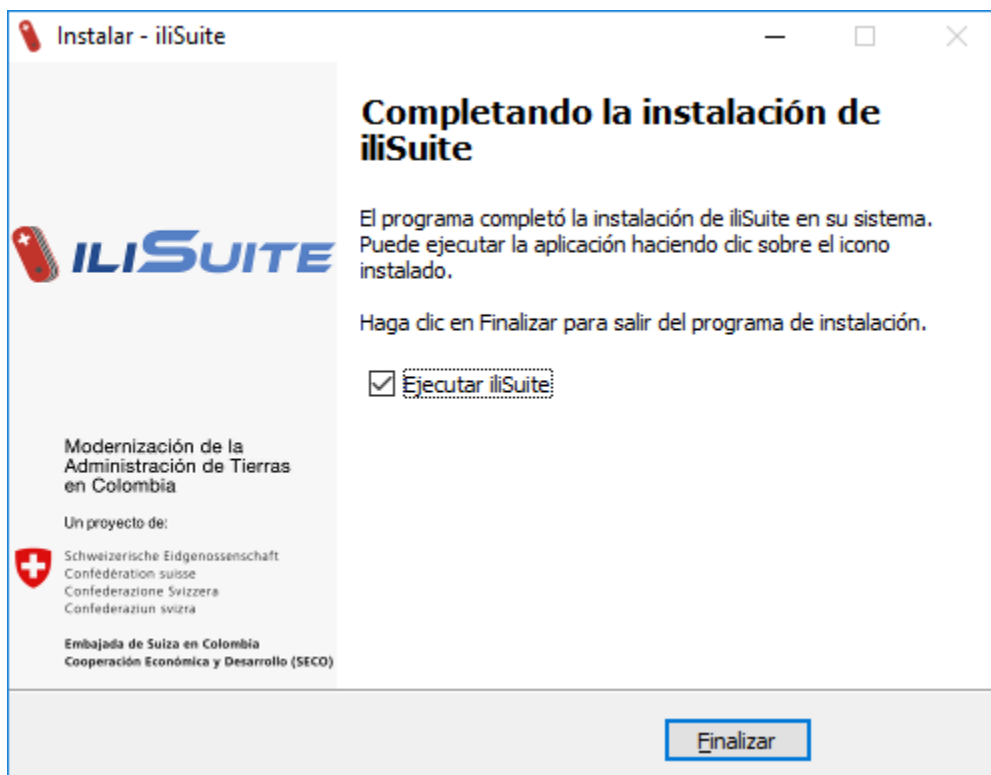 Instalar - iliSuite
Completando la instalación de
iliSuite
El programa completó la instalación de iliSuite en su sistema.
Puede ejecutar la aplicación haciendo clic sobre el icono
instalado.
Haga clic en Finalizar para salir del programa de instalación.
Ejecutar iliSuite
ILISUITE
Modernización de la
Administración de Tierras
en Colombia
Un proyecto de:
Schweizerische Eidgenossenschaft
Confédération suisse
Confederazione Svizzera
Confederaziun svizra
Embajada de Suiza en Colombia
Cooperación Económica y Desarrollo (SECO)
Finalizar